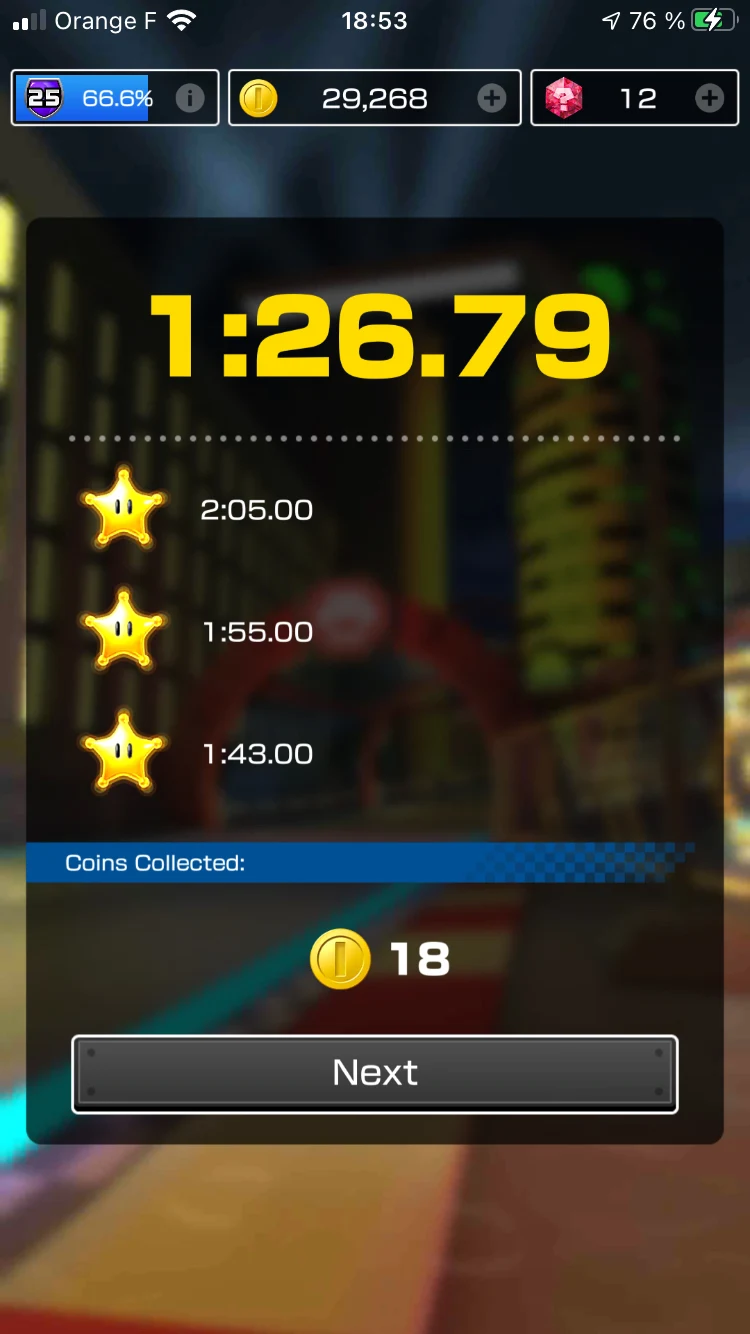 Orange F 18:53 76 %
25 66.6% i 29,268 + ? 12 +
1:26.79
2:05.00
1:55.00
1:43.00
Coins Collected:
18
Next